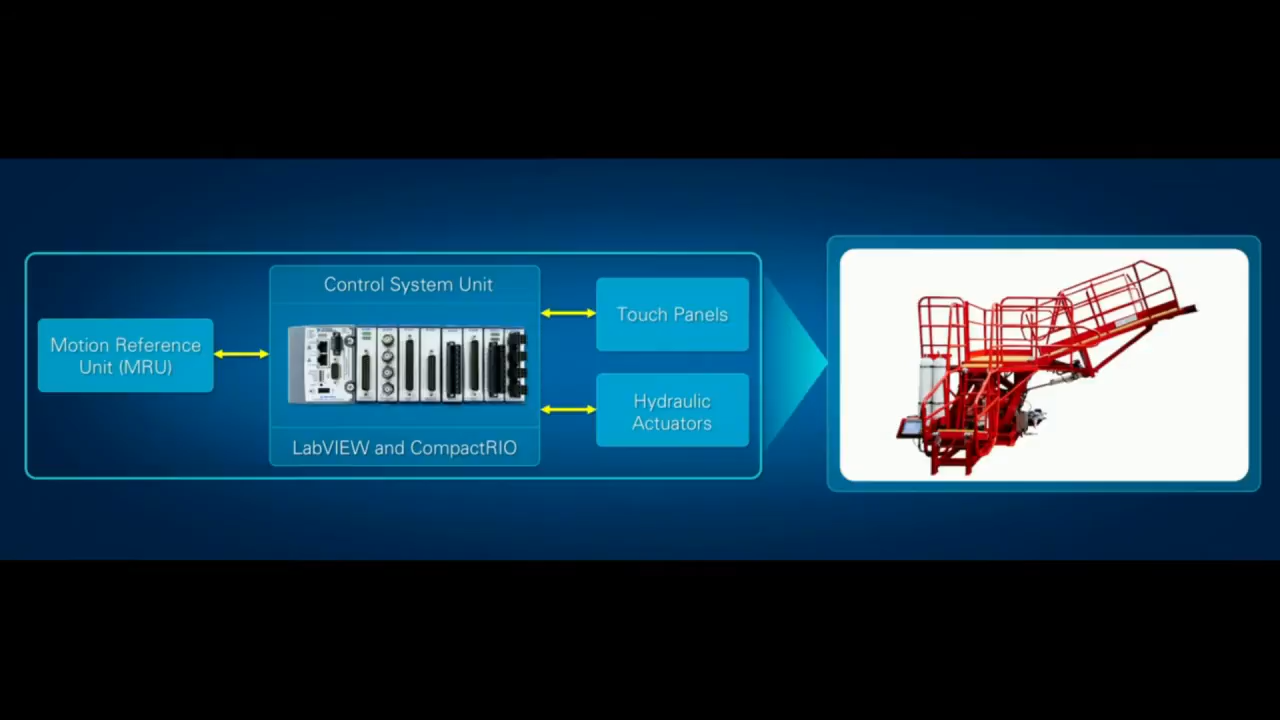 Control System Unit
Motion Reference
Unit (MRU)
Touch Panels
Hydraulic
Actuators
LabVIEW and CompactRIO